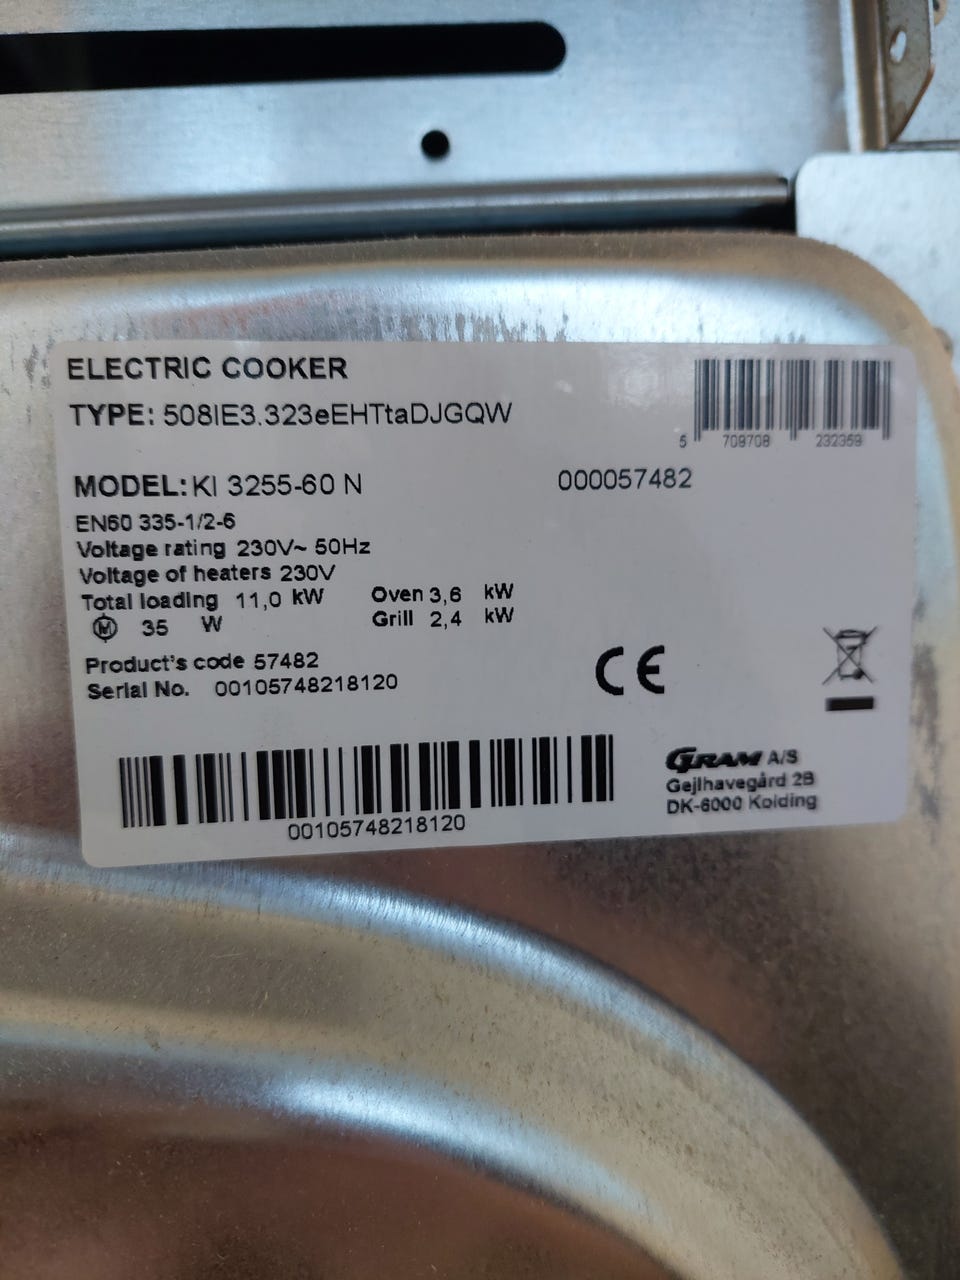 ELECTRIC COOKER
TYPE: 508IE3.323eEHTtaDJGQW
5 709708 232359
MODEL: KI 3255-60 N
000057482
EN60 335-1/2-6
Voltage rating 230V~ 50Hz
Voltage of heaters 230V
Total loading 11,0 kW Oven 3,6 kW
M 35 W Grill 2,4 kW
Product's code 57482
Serial No. 00105748218120
CE
00105748218120
GRAM A/S
Gejlhavegård 2B
DK-6000 Kolding